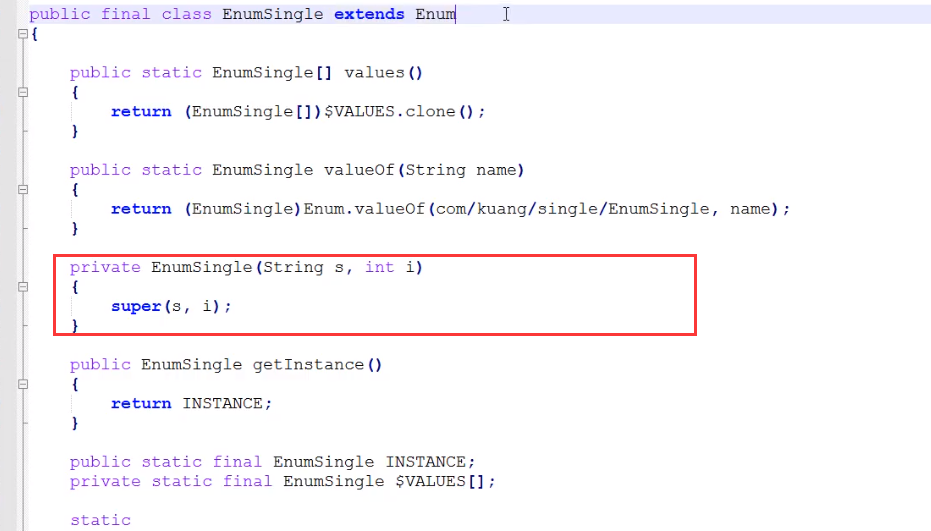 public final class EnumSingle extends Enum
{
public static EnumSingle[] values()
{
return (EnumSingle[])$VALUES.clone();
}
public static EnumSingle valueOf(String name)
{
return (EnumSingle)Enum.valueOf(com/kuang/single/EnumSingle, name);
}
private EnumSingle(String s, int i)
{
super(s, i);
}
public EnumSingle getInstance()
{
return INSTANCE;
}
public static final EnumSingle INSTANCE;
private static final EnumSingle $VALUES[];
static